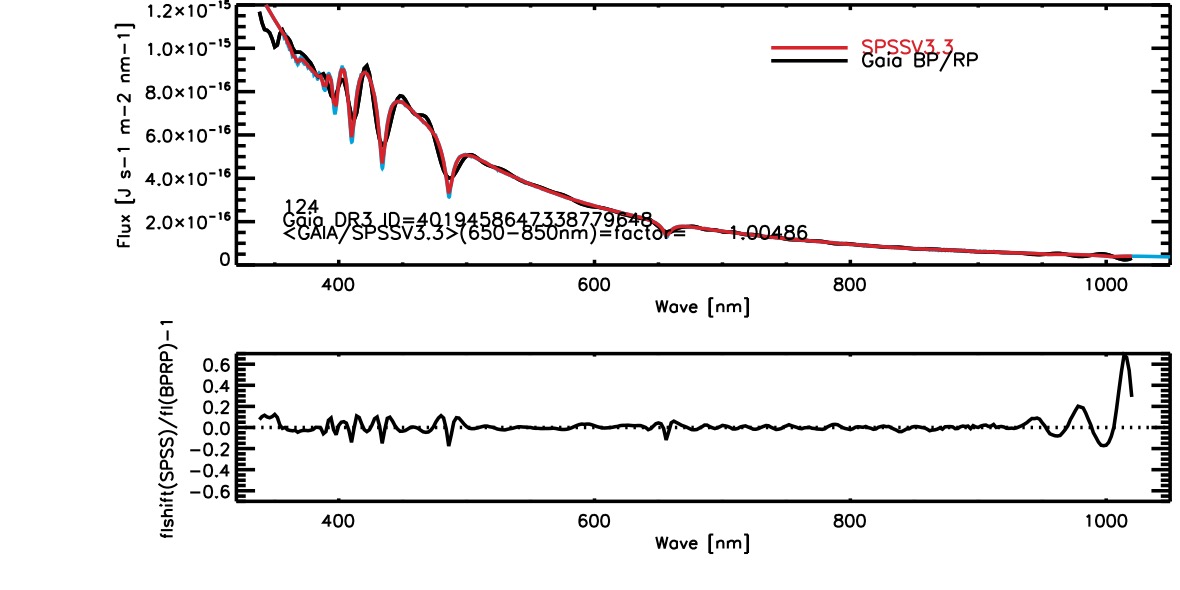 1.2×10⁻¹⁵
1.0×10⁻¹⁵
8.0×10⁻¹⁶
6.0×10⁻¹⁶
4.0×10⁻¹⁶
2.0×10⁻¹⁶
0
Flux [J s−1 m−2 nm−1]
SPSSV3.3
Gaia BP/RP
124
Gaia DR3 ID=4019458647338779648
<GAIA/SPSSV3.3>(650−850nm)=factor= 1.00486
400 600 800 1000
Wave [nm]
0.6
0.4
0.2
0.0
−0.2
−0.4
−0.6
flshift(SPSS)/fl(BPRP)−1
400 600 800 1000
Wave [nm]